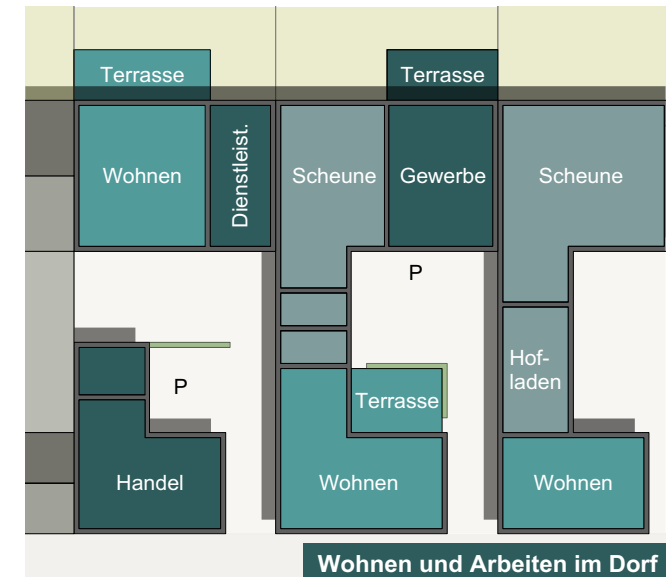 Terrasse
Terrasse
Wohnen
Dienstleist.
Scheune
Gewerbe
Scheune
P
Hof-
laden
P
Terrasse
Handel
Wohnen
Wohnen
Wohnen und Arbeiten im Dorf